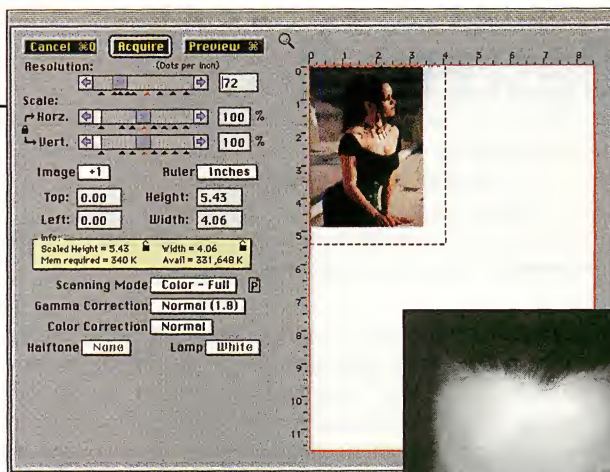 Cancel ⌘Q Acquire Preview ⌘
Resolution: (Dots per inch)
72
Scale:
Horz. 100 %
Vert. 100 %
Image +1 Ruler Inches
Top: 0.00 Height: 5.43
Left: 0.00 Width: 4.06
Info:
Scaled Height = 5.43 Width = 4.06
Mem required = 340 K Avail = 331,648 K
Scanning Mode Color - Full P
Gamma Correction Normal (1.8)
Color Correction Normal
Halftone None Lamp White
0 1 2 3 4 5 6 7 8
0
1
2
3
4
5
6
7
8
9
10
11